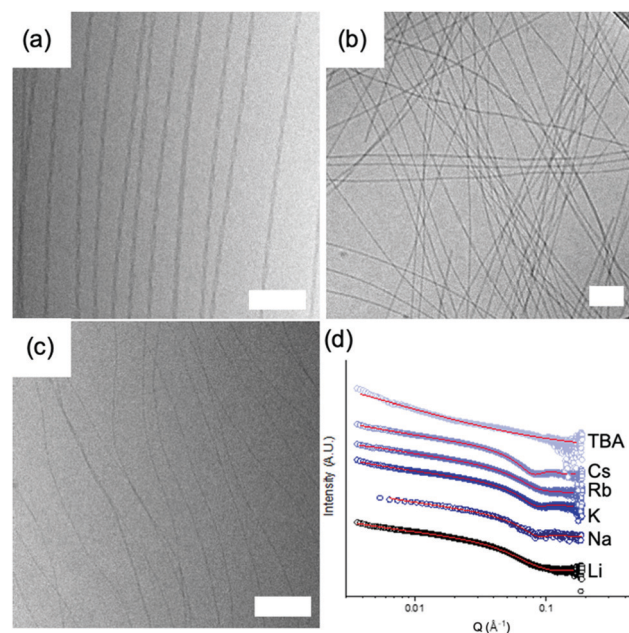 (a)
(b)
(c)
(d)
Intensity (A.U.)
TBA
Cs
Rb
K
Na
Li
0.01
0.1
Q (Å⁻¹)